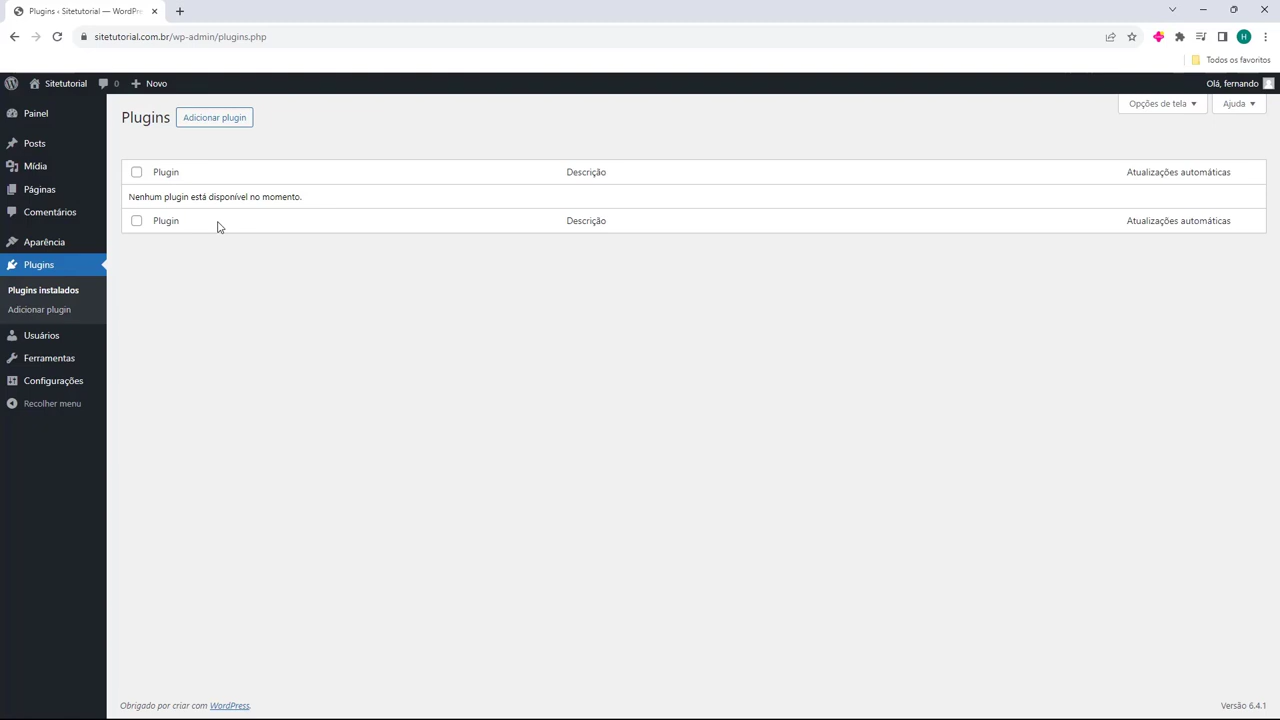 Plugins ‹ Sitetutorial — WordPr
sitetutorial.com.br/wp-admin/plugins.php
H
Todos os favoritos
Sitetutorial
0
Novo
Olá, fernando
Painel
Posts
Mídia
Páginas
Comentários
Aparência
Plugins
Plugins instalados
Adicionar plugin
Usuários
Ferramentas
Configurações
Recolher menu
Plugins
Adicionar plugin
Opções de tela
Ajuda
Plugin Descrição Atualizações automáticas
Nenhum plugin está disponível no momento.
Plugin Descrição Atualizações automáticas
Obrigado por criar com WordPress.
Versão 6.4.1